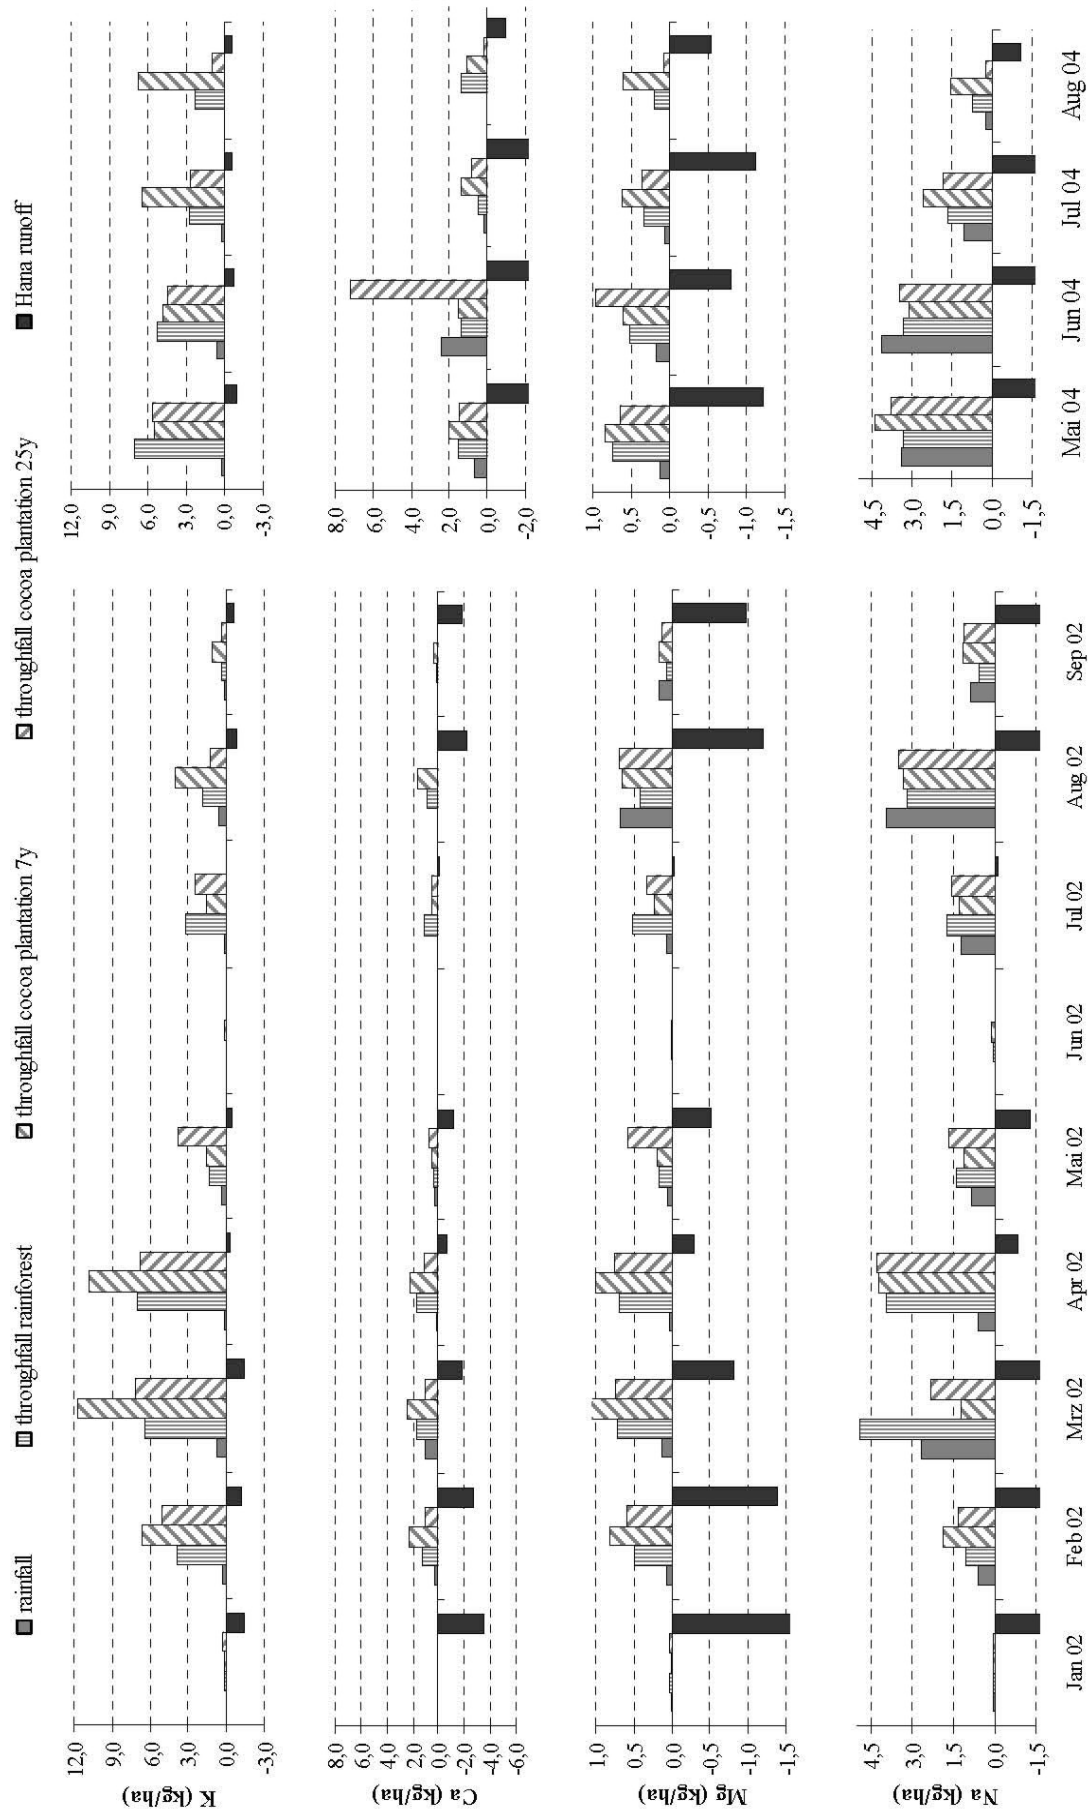 rainfall
throughfall rainforest
throughfall cocoa plantation 7y
throughfall cocoa plantation 25y
Hana runoff
K (kg/ha)
12,0
9,0
6,0
3,0
0,0
-3,0
12,0
9,0
6,0
3,0
0,0
-3,0
Ca (kg/ha)
8,0
6,0
4,0
2,0
0,0
-2,0
-4,0
-6,0
8,0
6,0
4,0
2,0
0,0
-2,0
Mg (kg/ha)
1,0
0,5
0,0
-0,5
-1,0
-1,5
1,0
0,5
0,0
-0,5
-1,0
-1,5
Na (kg/ha)
4,5
3,0
1,5
0,0
-1,5
4,5
3,0
1,5
0,0
-1,5
Jan 02
Feb 02
Mrz 02
Apr 02
Mai 02
Jun 02
Jul 02
Aug 02
Sep 02
Mai 04
Jun 04
Jul 04
Aug 04